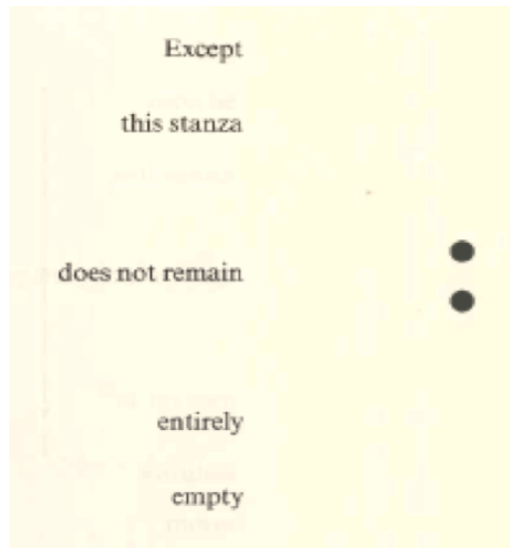 Except
this stanza
does not remain
entirely
empty